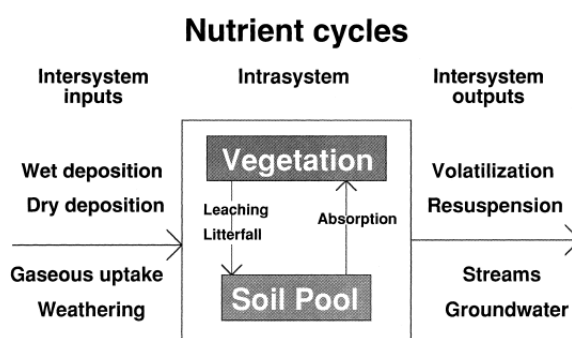 Nutrient cycles
Intersystem
inputs
Intrasystem
Intersystem
outputs
Wet deposition
Dry deposition
Gaseous uptake
Weathering
Vegetation
Leaching
Litterfall
Absorption
Soil Pool
Volatilization
Resuspension
Streams
Groundwater